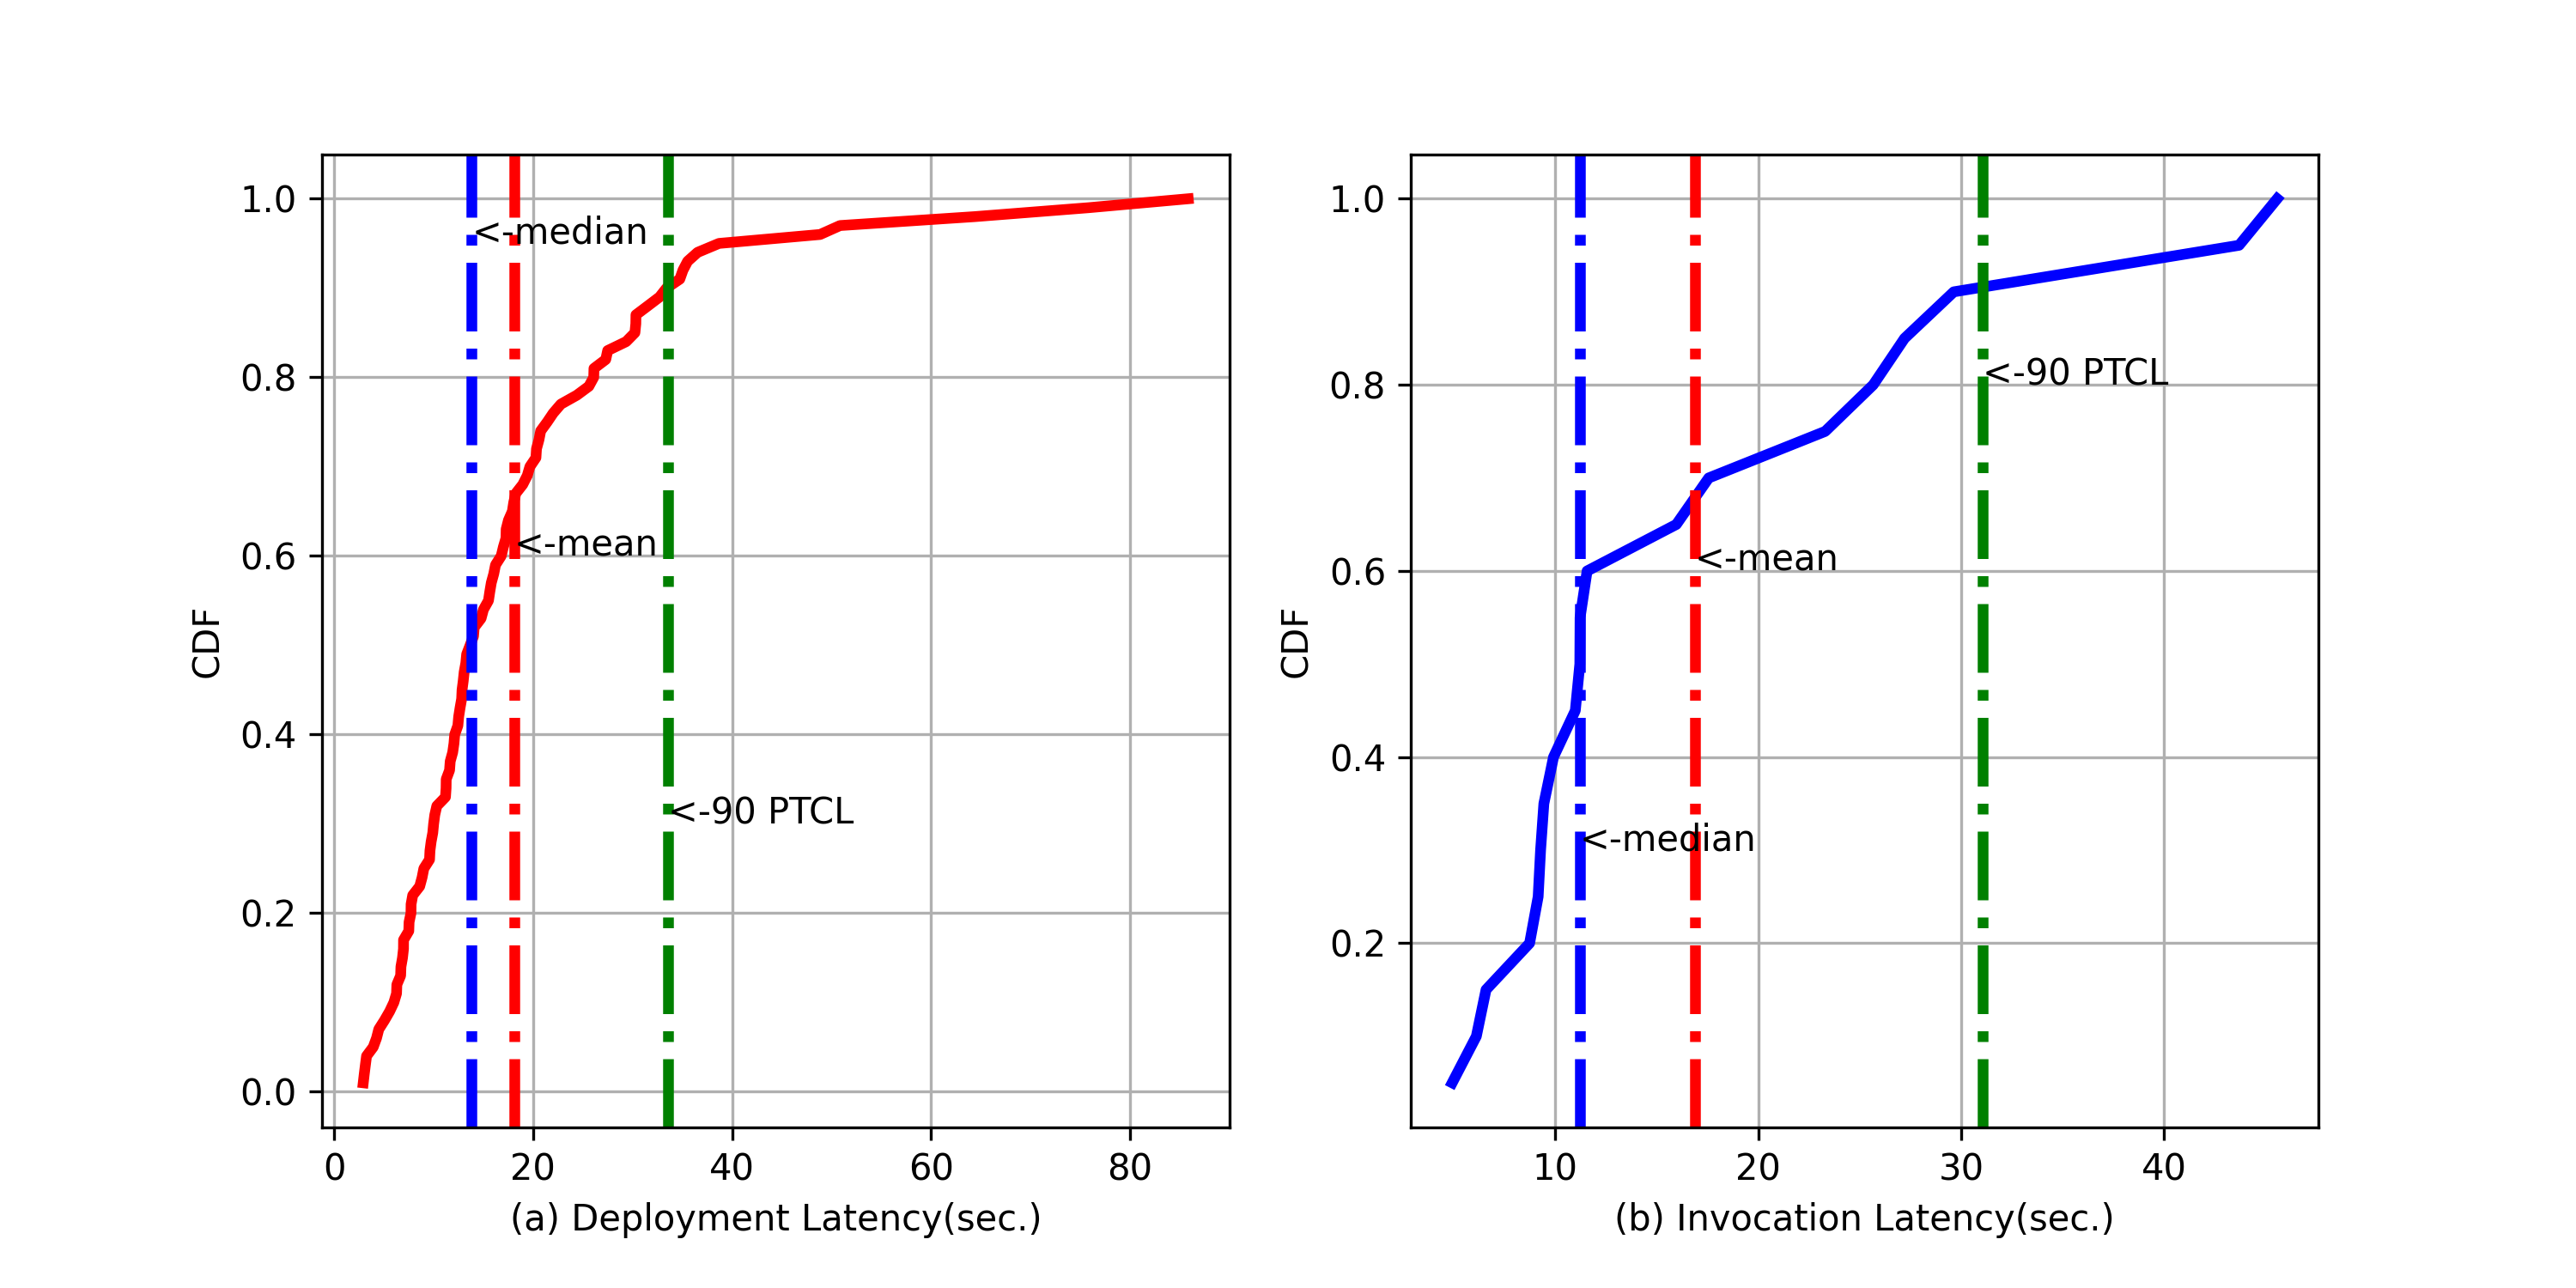 CDF
1.0
0.8
0.6
0.4
0.2
0.0
<-median
<-mean
<-90 PTCL
0 20 40 60 80
(a) Deployment Latency(sec.)
CDF
1.0
0.8
0.6
0.4
0.2
<-90 PTCL
<-mean
<-median
10 20 30 40
(b) Invocation Latency(sec.)